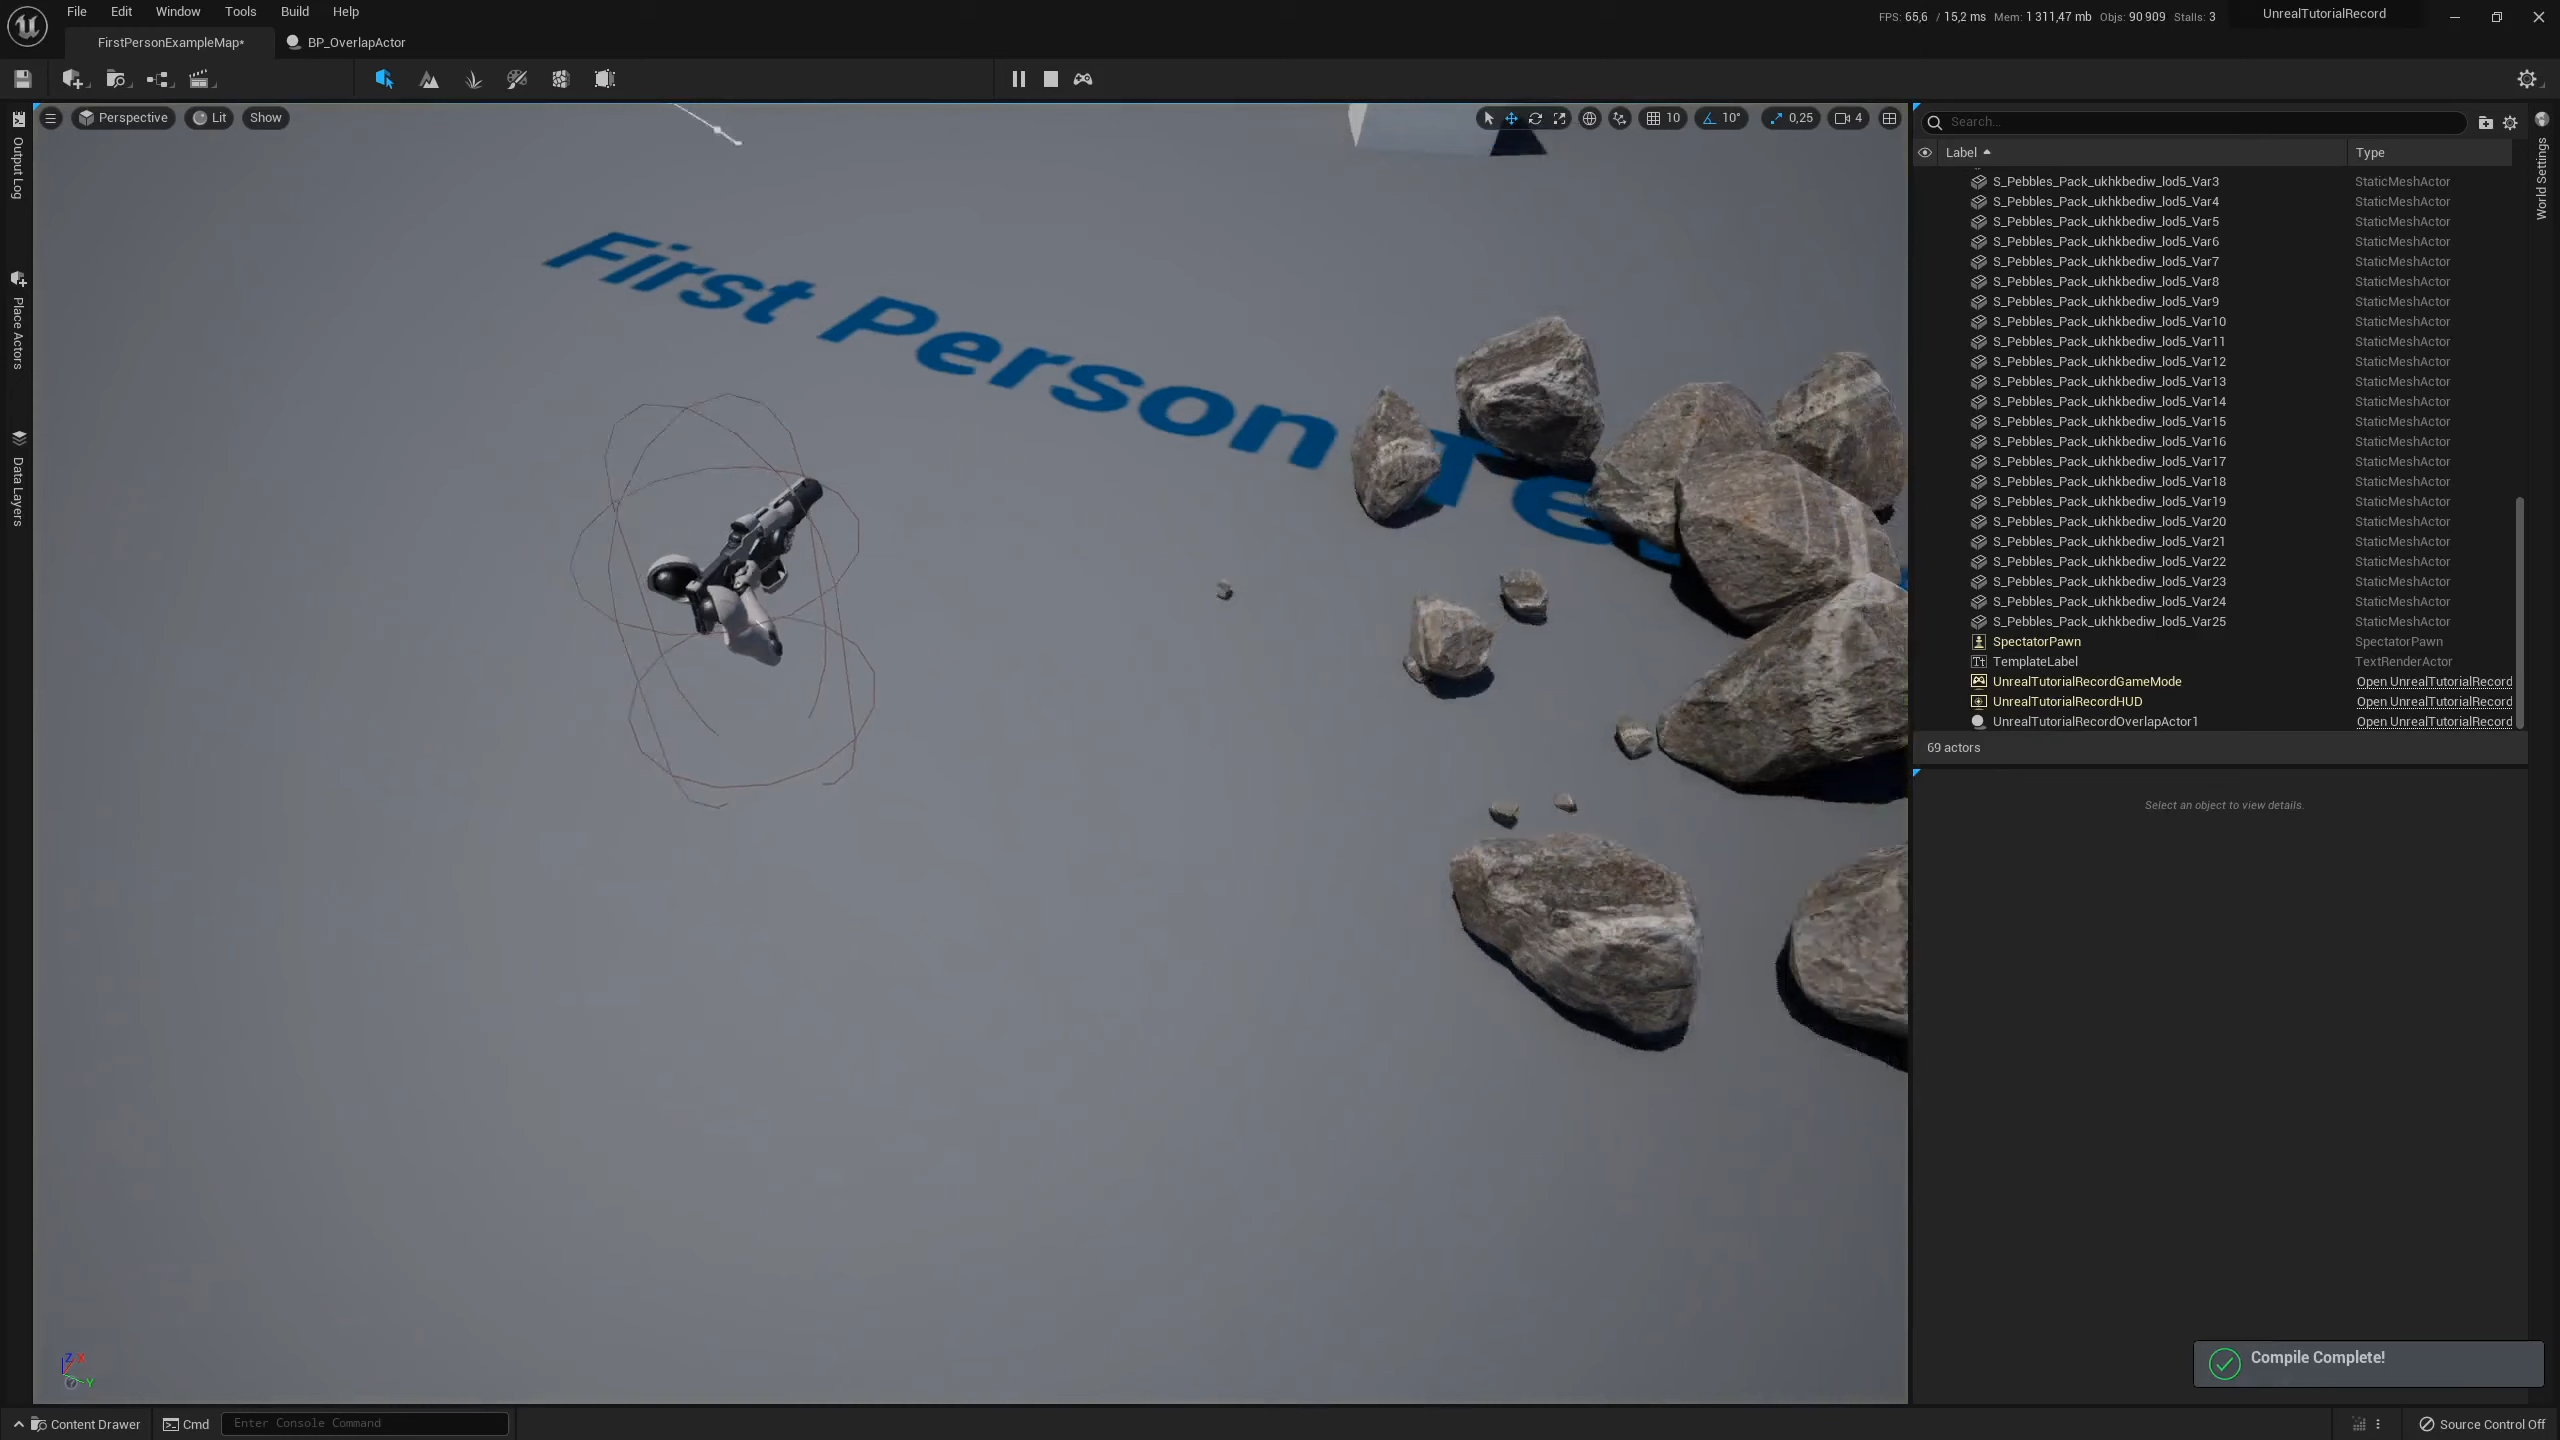 File Edit Window Tools Build Help
FPS: 65,6 / 15,2 ms Mem: 1 311,47 mb Objs: 90 909 Stalls: 3
UnrealTutorialRecord
FirstPersonExampleMap*
BP_OverlapActor
Perspective
Lit
Show
10
10°
0,25
4
Output Log
Place Actors
Data Layers
World Settings
First Person Te
Search...
Label
Type
S_Pebbles_Pack_ukhkbediw_lod5_Var3 StaticMeshActor
S_Pebbles_Pack_ukhkbediw_lod5_Var4 StaticMeshActor
S_Pebbles_Pack_ukhkbediw_lod5_Var5 StaticMeshActor
S_Pebbles_Pack_ukhkbediw_lod5_Var6 StaticMeshActor
S_Pebbles_Pack_ukhkbediw_lod5_Var7 StaticMeshActor
S_Pebbles_Pack_ukhkbediw_lod5_Var8 StaticMeshActor
S_Pebbles_Pack_ukhkbediw_lod5_Var9 StaticMeshActor
S_Pebbles_Pack_ukhkbediw_lod5_Var10 StaticMeshActor
S_Pebbles_Pack_ukhkbediw_lod5_Var11 StaticMeshActor
S_Pebbles_Pack_ukhkbediw_lod5_Var12 StaticMeshActor
S_Pebbles_Pack_ukhkbediw_lod5_Var13 StaticMeshActor
S_Pebbles_Pack_ukhkbediw_lod5_Var14 StaticMeshActor
S_Pebbles_Pack_ukhkbediw_lod5_Var15 StaticMeshActor
S_Pebbles_Pack_ukhkbediw_lod5_Var16 StaticMeshActor
S_Pebbles_Pack_ukhkbediw_lod5_Var17 StaticMeshActor
S_Pebbles_Pack_ukhkbediw_lod5_Var18 StaticMeshActor
S_Pebbles_Pack_ukhkbediw_lod5_Var19 StaticMeshActor
S_Pebbles_Pack_ukhkbediw_lod5_Var20 StaticMeshActor
S_Pebbles_Pack_ukhkbediw_lod5_Var21 StaticMeshActor
S_Pebbles_Pack_ukhkbediw_lod5_Var22 StaticMeshActor
S_Pebbles_Pack_ukhkbediw_lod5_Var23 StaticMeshActor
S_Pebbles_Pack_ukhkbediw_lod5_Var24 StaticMeshActor
S_Pebbles_Pack_ukhkbediw_lod5_Var25 StaticMeshActor
SpectatorPawn SpectatorPawn
TemplateLabel TextRenderActor
UnrealTutorialRecordGameMode Open UnrealTutorialRecord
UnrealTutorialRecordHUD Open UnrealTutorialRecord
UnrealTutorialRecordOverlapActor1 Open UnrealTutorialRecord
69 actors
Select an object to view details.
Z X
Y
Compile Complete!
Content Drawer
Cmd
Enter Console Command
Source Control Off